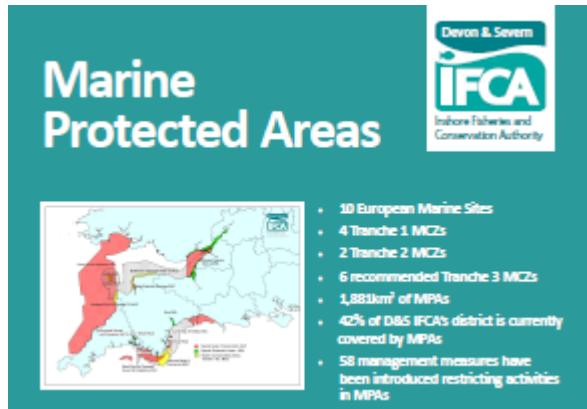 Marine
Protected Areas
Devon & Severn
IFCA
Inshore Fisheries and
Conservation Authority
• 10 European Marine Sites
• 4 Tranche 1 MCZs
• 2 Tranche 2 MCZs
• 6 recommended Tranche 3 MCZs
• 1,881km² of MPAs
• 42% of D&S IFCA's district is currently
covered by MPAs
• 58 management measures have
been introduced restricting activities
in MPAs